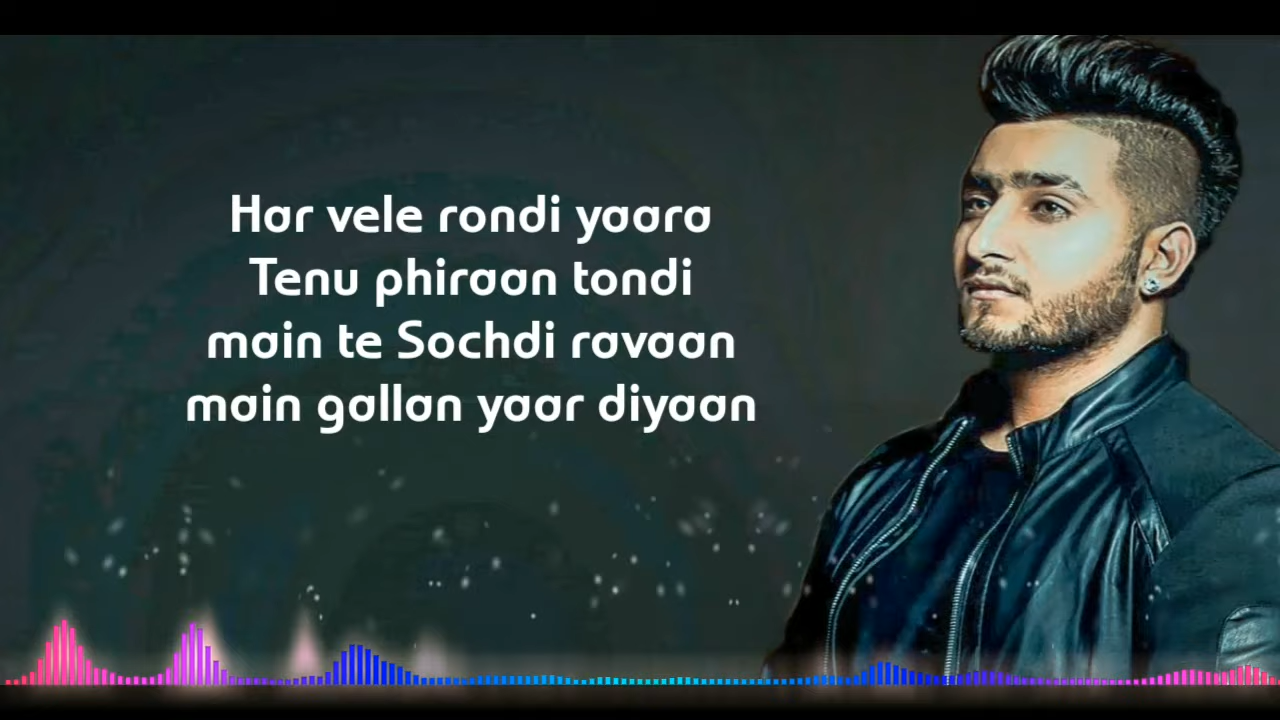 Har vele rondi yaara
Tenu phiraan tondi
main te Sochdi ravaan
main gallan yaar diyaan